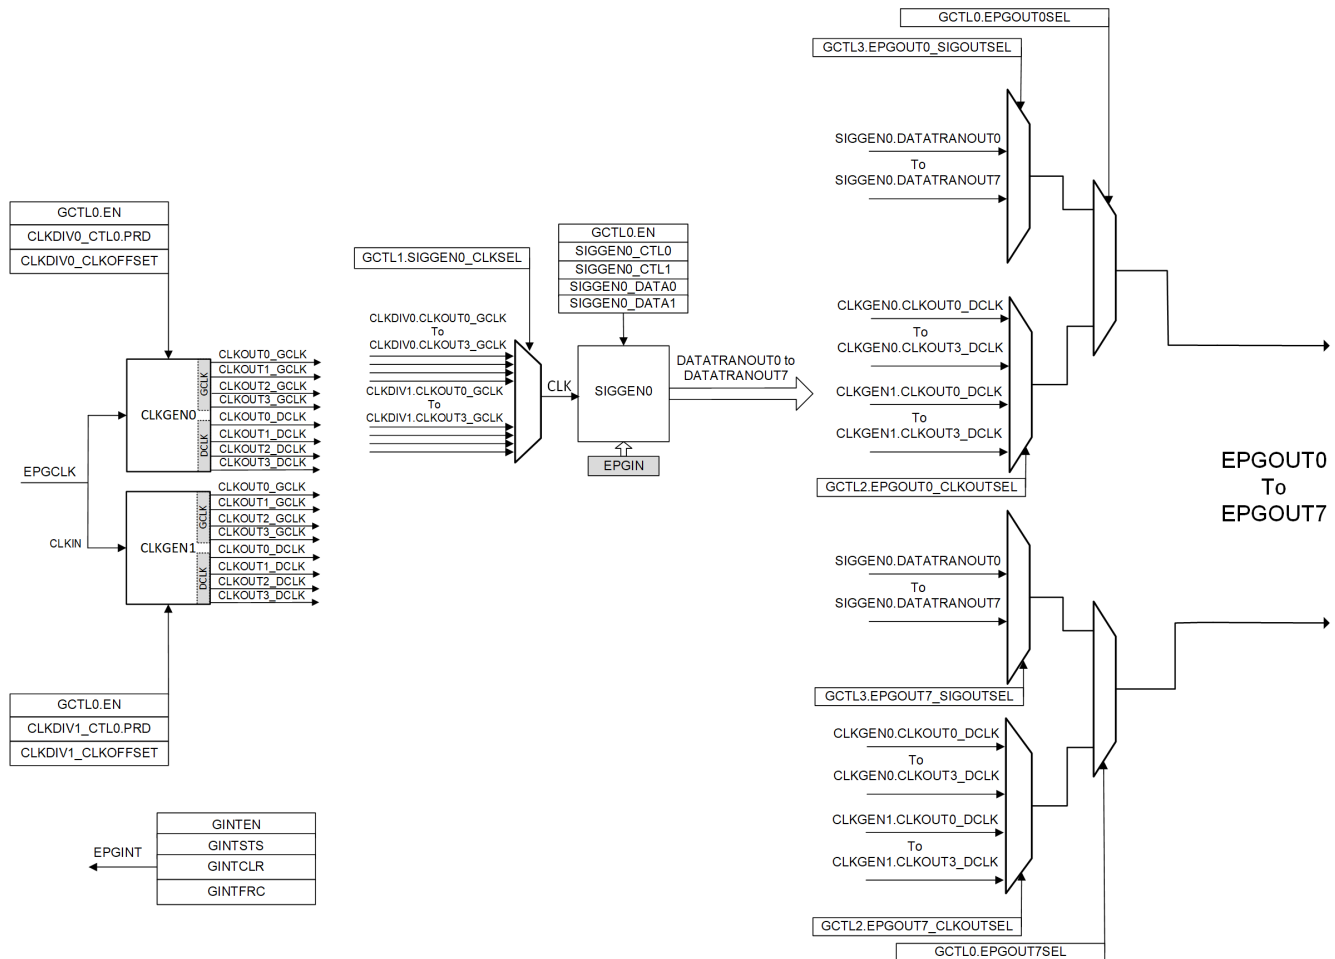 GCTL0.EPGOUT0SEL
GCTL3.EPGOUT0_SIGOUTSEL
SIGGEN0.DATATRANOUT0
To
SIGGEN0.DATATRANOUT7
GCTL0.EN
CLKDIV0_CTL0.PRD
CLKDIV0_CLKOFFSET
GCTL1.SIGGEN0_CLKSEL
GCTL0.EN
SIGGEN0_CTL0
SIGGEN0_CTL1
SIGGEN0_DATA0
SIGGEN0_DATA1
CLKDIV0.CLKOUT0_GCLK
To
CLKDIV0.CLKOUT3_GCLK
CLKDIV1.CLKOUT0_GCLK
To
CLKDIV1.CLKOUT3_GCLK
CLK
SIGGEN0
EPGIN
DATATRANOUT0 to
DATATRANOUT7
CLKGEN0.CLKOUT0_DCLK
To
CLKGEN0.CLKOUT3_DCLK
CLKGEN1.CLKOUT0_DCLK
To
CLKGEN1.CLKOUT3_DCLK
GCTL2.EPGOUT0_CLKOUTSEL
EPGCLK
CLKIN
CLKGEN0
GCLK
DCLK
CLKOUT0_GCLK
CLKOUT1_GCLK
CLKOUT2_GCLK
CLKOUT3_GCLK
CLKOUT0_DCLK
CLKOUT1_DCLK
CLKOUT2_DCLK
CLKOUT3_DCLK
CLKGEN1
GCLK
DCLK
CLKOUT0_GCLK
CLKOUT1_GCLK
CLKOUT2_GCLK
CLKOUT3_GCLK
CLKOUT0_DCLK
CLKOUT1_DCLK
CLKOUT2_DCLK
CLKOUT3_DCLK
EPGOUT0
To
EPGOUT7
SIGGEN0.DATATRANOUT0
To
SIGGEN0.DATATRANOUT7
GCTL3.EPGOUT7_SIGOUTSEL
GCTL0.EN
CLKDIV1_CTL0.PRD
CLKDIV1_CLKOFFSET
CLKGEN0.CLKOUT0_DCLK
To
CLKGEN0.CLKOUT3_DCLK
CLKGEN1.CLKOUT0_DCLK
To
CLKGEN1.CLKOUT3_DCLK
GCTL2.EPGOUT7_CLKOUTSEL
GCTL0.EPGOUT7SEL
EPGINT
GINTEN
GINTSTS
GINTCLR
GINTFRC